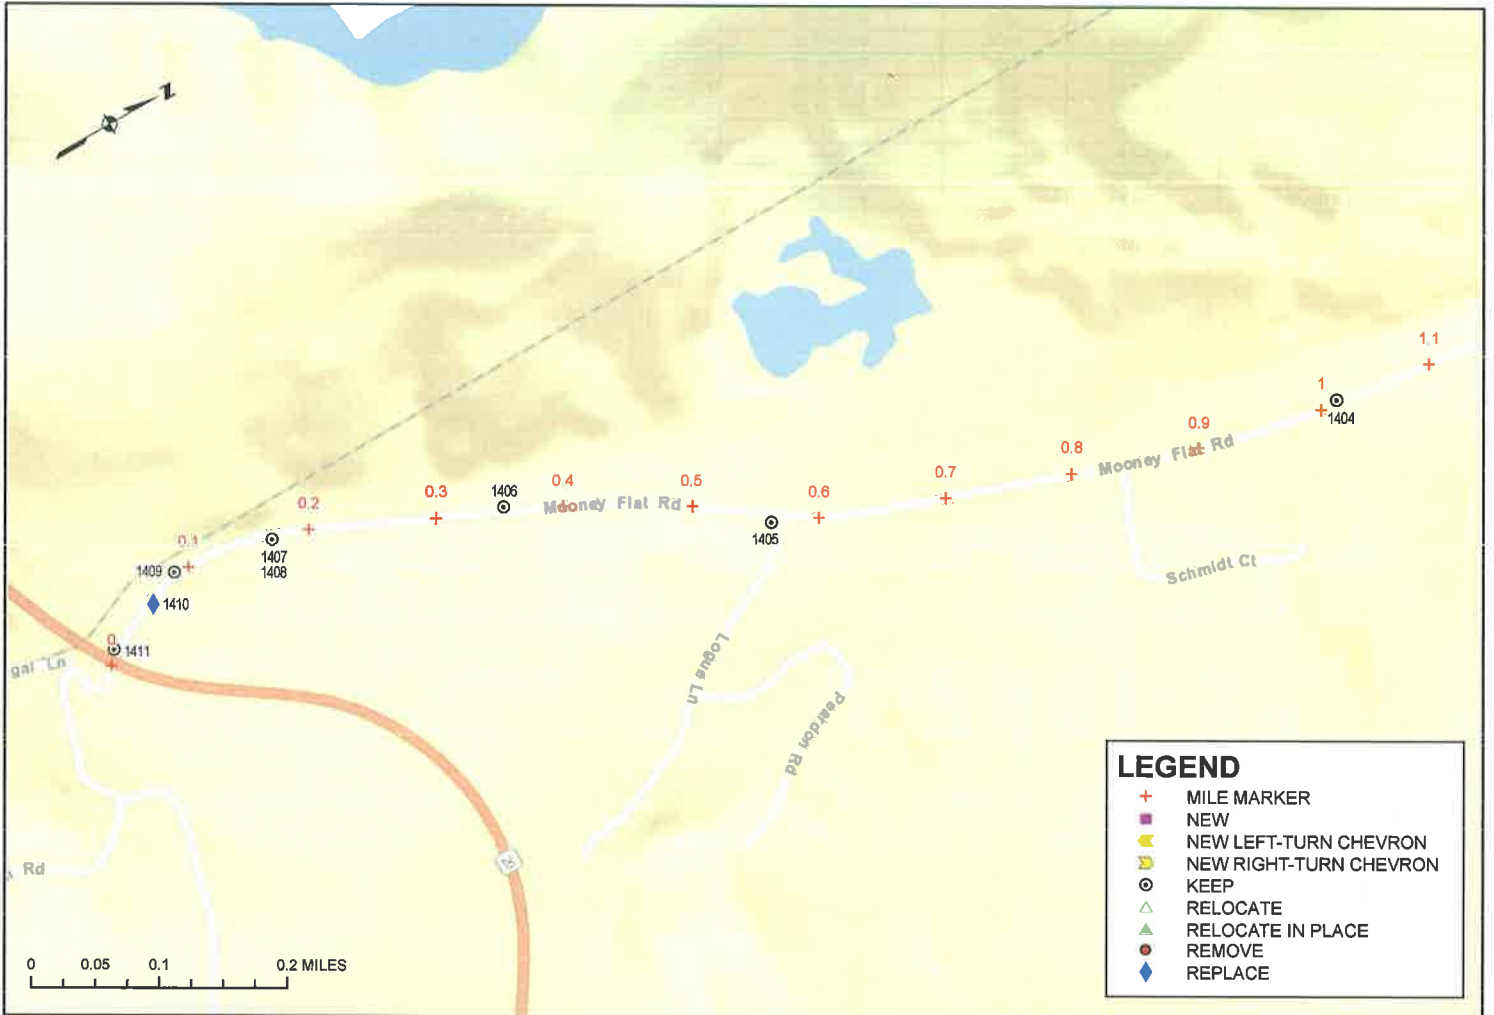 Z
1.1
1
1404
0.9
Mooney Flat Rd
0.8
0.7
0.6
0.5
0.4
Mooney Flat Rd
1406
0.3
0.2
1405
0.1
1407
1408
1409
1410
Schmidt Ct
0
1411
gal Ln
Logue Ln
Peardon Rd
Rd
0 0.05 0.1 0.2 MILES
LEGEND
MILE MARKER
NEW
NEW LEFT-TURN CHEVRON
NEW RIGHT-TURN CHEVRON
KEEP
RELOCATE
RELOCATE IN PLACE
REMOVE
REPLACE